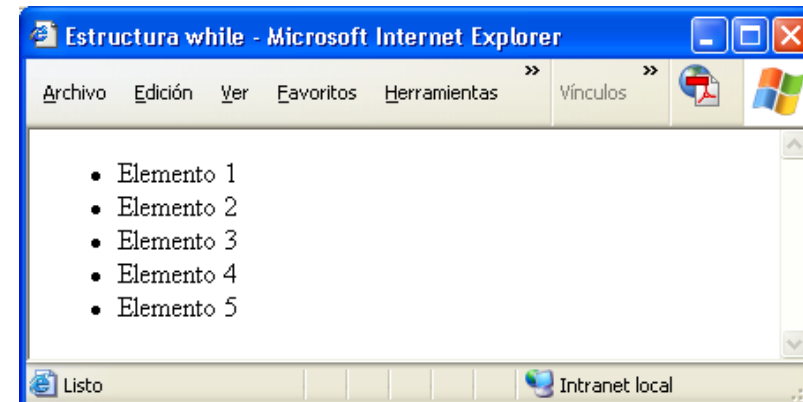 Estructura while - Microsoft Internet Explorer
Archivo Edición Ver Favoritos Herramientas » Vínculos »
• Elemento 1
• Elemento 2
• Elemento 3
• Elemento 4
• Elemento 5
Listo Intranet local